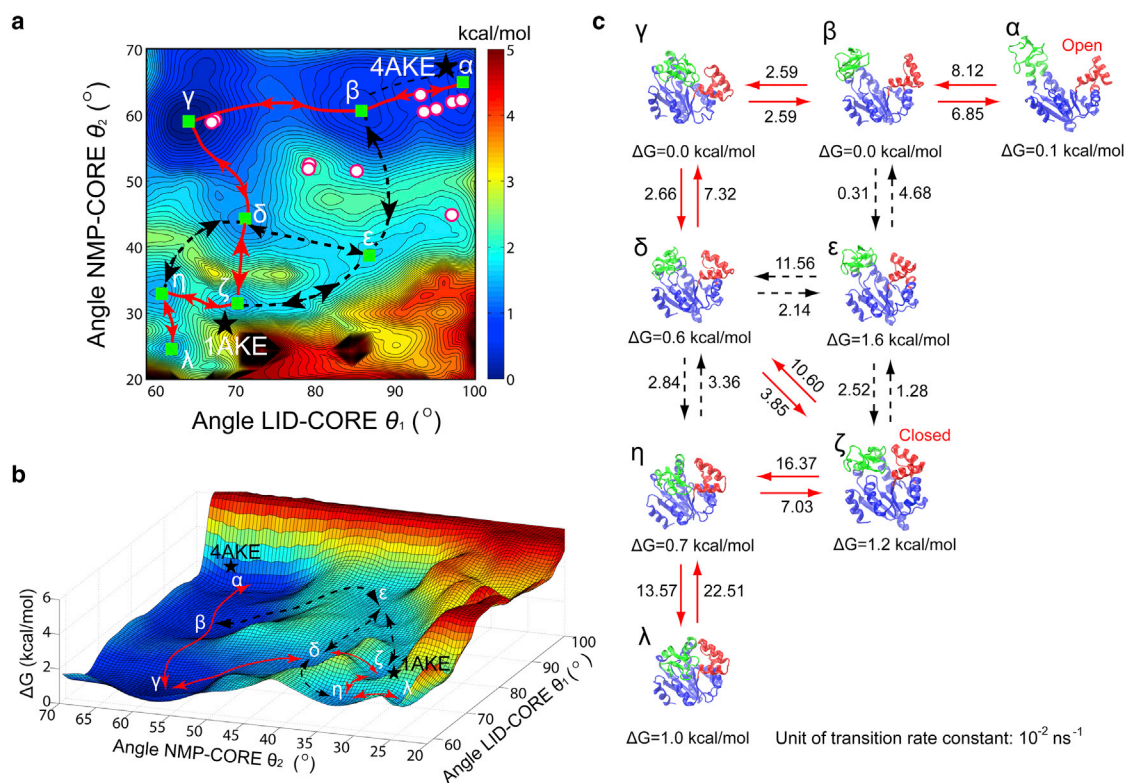 a
kcal/mol
70
60
50
40
30
20
60
70
80
90
100
Angle NMP-CORE θ₂ (°)
Angle LID-CORE θ₁ (°)
5
4
3
2
1
0
4AKE
α
β
γ
δ
ε
η
ζ
1AKE
λ
b
4AKE
α
β
γ
δ
ε
ζ
1AKE
η
λ
ΔG (kcal/mol)
6
4
2
0
70
65
60
55
50
45
40
35
30
25
20
Angle NMP-CORE θ₂ (°)
60
70
80
90
100
Angle LID-CORE θ₁ (°)
c
γ
β
α
Open
2.59
2.59
8.12
6.85
ΔG=0.0 kcal/mol
ΔG=0.0 kcal/mol
ΔG=0.1 kcal/mol
2.66
7.32
0.31
4.68
δ
ε
11.56
2.14
ΔG=0.6 kcal/mol
ΔG=1.6 kcal/mol
2.84
3.36
10.60
3.85
2.52
1.28
η
ζ
Closed
16.37
7.03
ΔG=0.7 kcal/mol
ΔG=1.2 kcal/mol
13.57
22.51
λ
ΔG=1.0 kcal/mol
Unit of transition rate constant: 10⁻² ns⁻¹